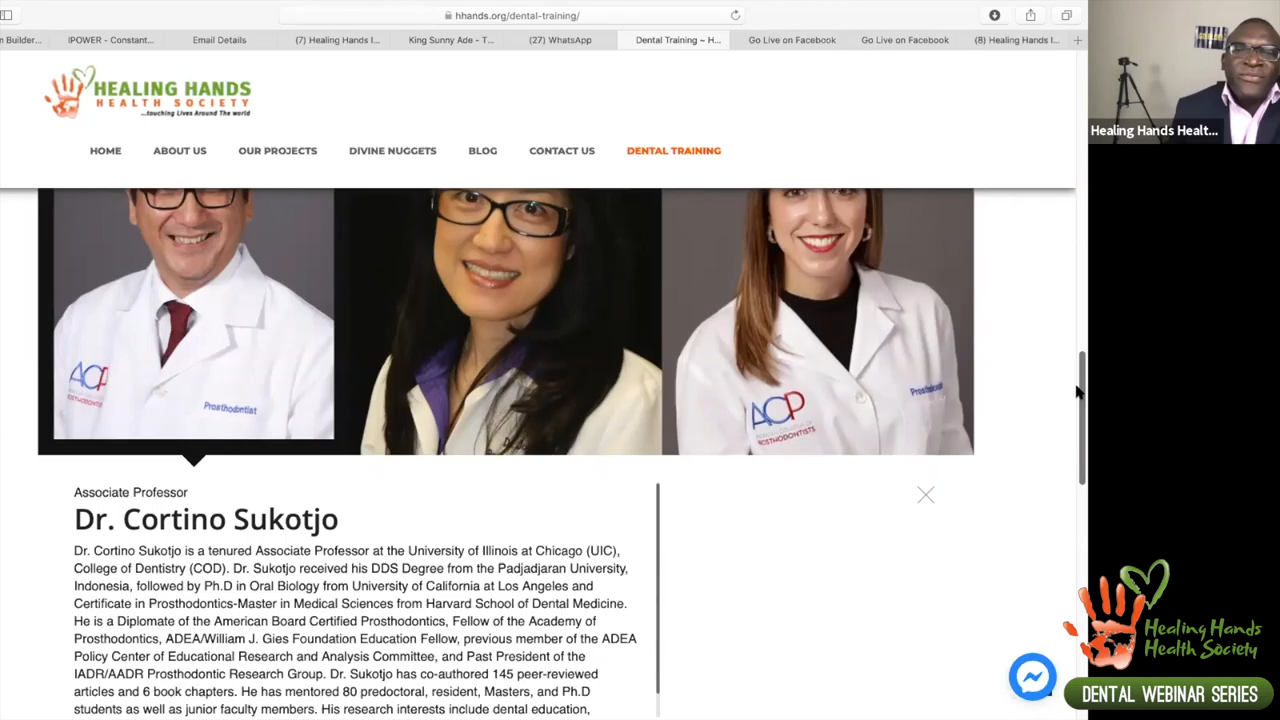 hhands.org/dental-training/
n Builder...
IPOWER - Constant...
Email Details
(7) Healing Hands I...
King Sunny Ade - T...
(27) WhatsApp
Dental Training ~ H...
Go Live on Facebook
Go Live on Facebook
(8) Healing Hands I...
HEALING HANDS
HEALTH SOCIETY
...touching Lives Around The world
HOME
ABOUT US
OUR PROJECTS
DIVINE NUGGETS
BLOG
CONTACT US
DENTAL TRAINING
Healing Hands Healt...
ACP
Prosthodontist
ACP
PROSTHODONTISTS
Associate Professor
Dr. Cortino Sukotjo
Dr. Cortino Sukotjo is a tenured Associate Professor at the University of Illinois at Chicago (UIC),
College of Dentistry (COD). Dr. Sukotjo received his DDS Degree from the Padjadjaran University,
Indonesia, followed by Ph.D in Oral Biology from University of California at Los Angeles and
Certificate in Prosthodontics-Master in Medical Sciences from Harvard School of Dental Medicine.
He is a Diplomate of the American Board Certified Prosthodontics, Fellow of the Academy of
Prosthodontics, ADEA/William J. Gies Foundation Education Fellow, previous member of the ADEA
Policy Center of Educational Research and Analysis Committee, and Past President of the
IADR/AADR Prosthodontic Research Group. Dr. Sukotjo has co-authored 145 peer-reviewed
articles and 6 book chapters. He has mentored 80 predoctoral, resident, Masters, and Ph.D
students as well as junior faculty members. His research interests include dental education,
Healing Hands
Health Society
DENTAL WEBINAR SERIES